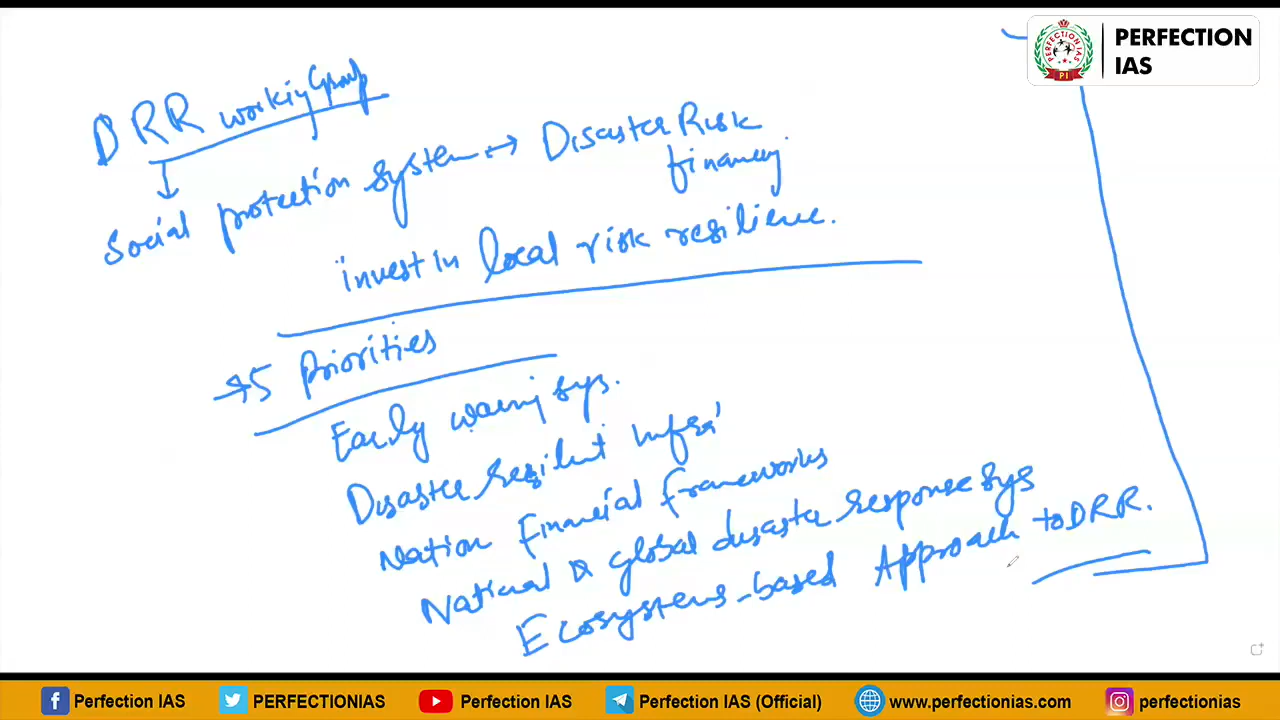 PERFECTION
IAS
DRR working Group
Social protection system → Disaster Risk
financing
invest in local risk resilience.
→ 5 Priorities
Early warning sys.
Disaster resilient infra'
Nation Financial frameworks
National & global disaster response sys
Ecosystems-based Approach to DRR.
Perfection IAS
PERFECTIONIAS
Perfection IAS
Perfection IAS (Official)
www.perfectionias.com
perfectionias